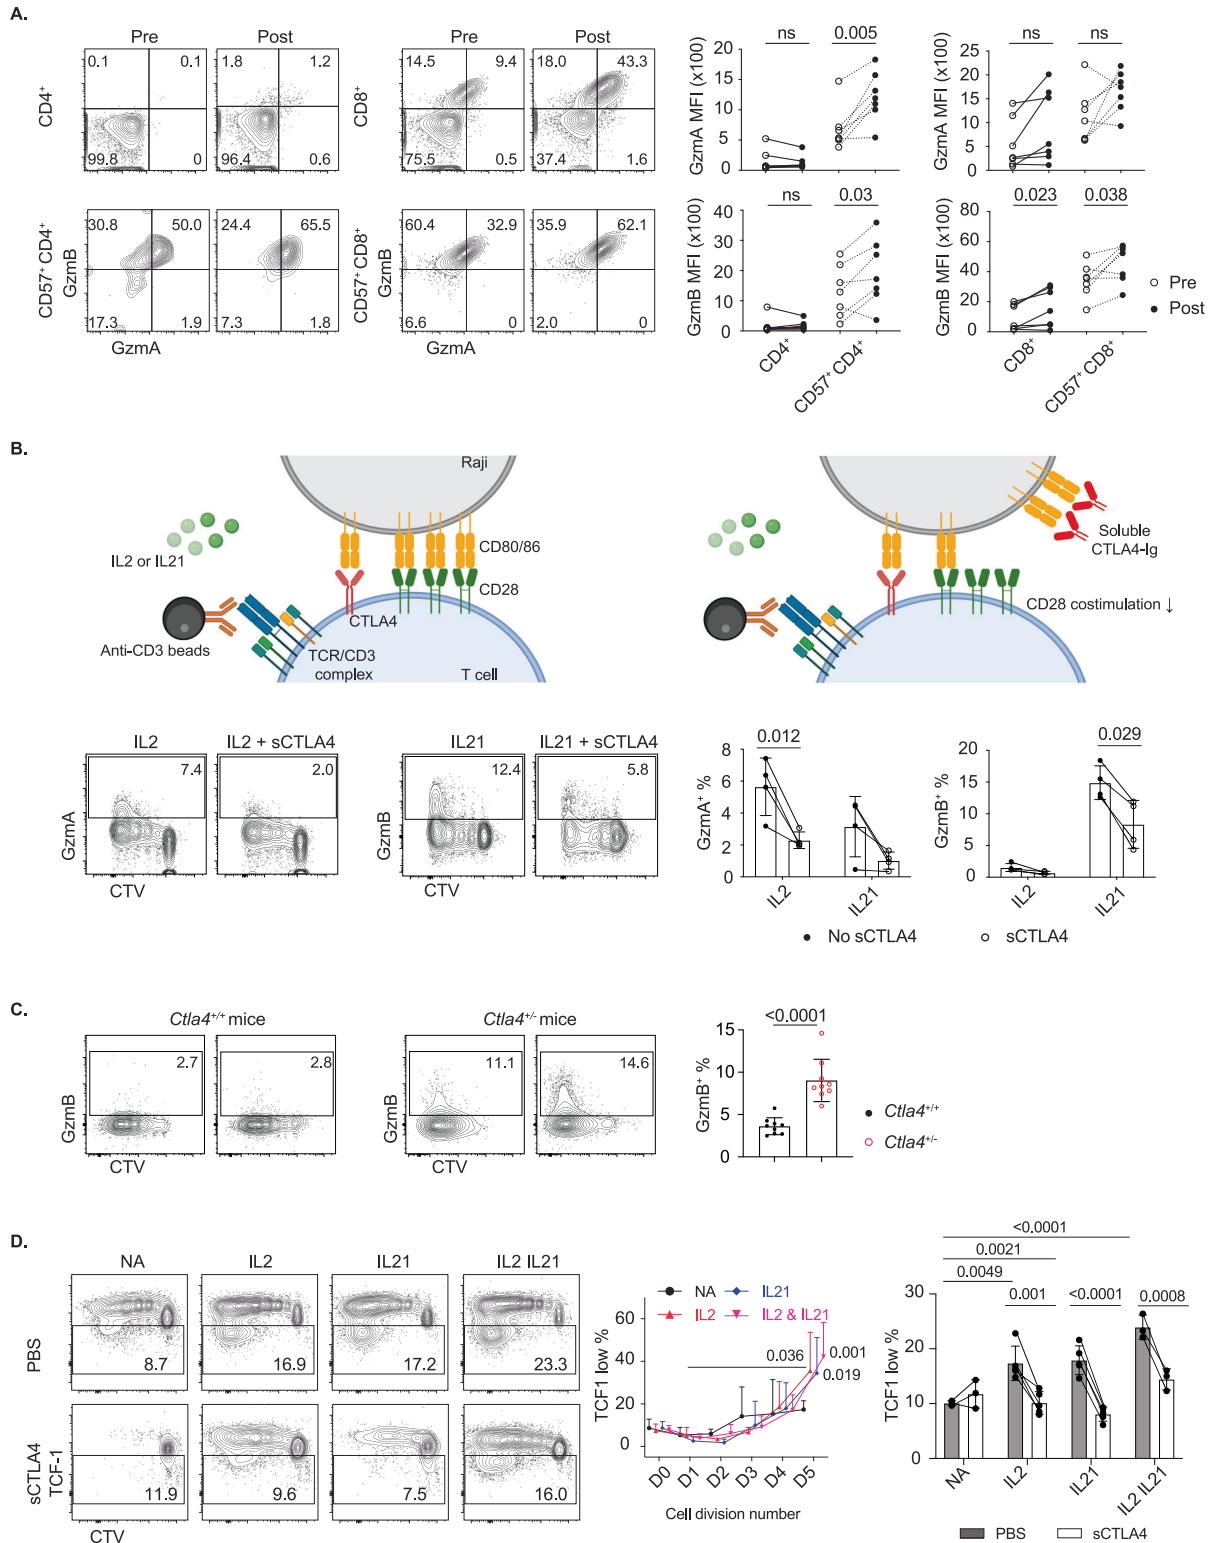 A.
Pre
Post
Pre
Post
CD4⁺
0.1
0.1
99.8
0
1.8
1.2
96.4
0.6
CD8⁺
14.5
9.4
75.5
0.5
18.0
43.3
37.4
1.6
CD57⁺ CD4⁺
GzmB
30.8
50.0
17.3
1.9
24.4
65.5
7.3
1.8
CD57⁺ CD8⁺
60.4
32.9
6.6
0
35.9
62.1
2.0
0
GzmA
GzmA
GzmA MFI (x100)
20
15
10
5
0
ns
0.005
GzmA MFI (x100)
25
20
15
10
5
0
ns
ns
GzmB MFI (x100)
40
30
20
10
0
ns
0.03
CD4⁺
CD57⁺ CD4⁺
GzmB MFI (x100)
80
60
40
20
0
0.023
0.038
CD8⁺
CD57⁺ CD8⁺
Pre
Post
B.
Raji
IL2 or IL21
CD80/86
CD28
CTLA4
Anti-CD3 beads
TCR/CD3
complex
T cell
Soluble
CTLA4-Ig
CD28 costimulation ↓
IL2
IL2 + sCTLA4
IL21
IL21 + sCTLA4
GzmA
7.4
2.0
CTV
GzmB
12.4
5.8
CTV
GzmA⁺ %
8
6
4
2
0
0.012
IL2
IL21
GzmB⁺ %
20
15
10
5
0
0.029
IL2
IL21
No sCTLA4
sCTLA4
C.
Ctla4⁺/⁺ mice
Ctla4⁺/⁻ mice
GzmB
2.7
2.8
CTV
GzmB
11.1
14.6
CTV
GzmB⁺ %
15
10
5
0
<0.0001
Ctla4⁺/⁺
Ctla4⁺/⁻
D.
NA
IL2
IL21
IL2 IL21
PBS
8.7
16.9
17.2
23.3
sCTLA4
TCF-1
11.9
9.6
7.5
16.0
CTV
TCF1 low %
60
40
20
0
NA
IL21
IL2
IL2 & IL21
0.036
0.001
0.019
D0
D1
D2
D3
D4
D5
Cell division number
TCF1 low %
30
20
10
0
<0.0001
0.0021
0.0049
0.001
<0.0001
0.0008
NA
IL2
IL21
IL2 IL21
PBS
sCTLA4